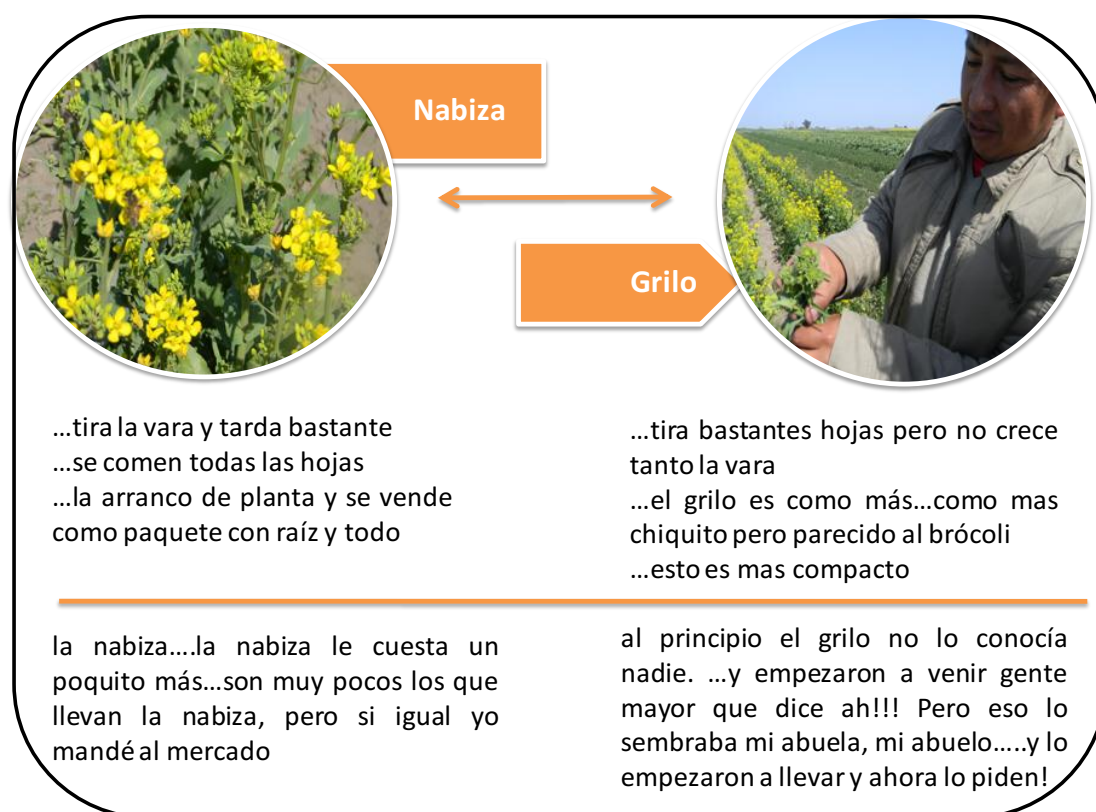 Nabiza
Grilo
…tira la vara y tarda bastante
…se comen todas las hojas
…la arranco de planta y se vende
como paquete con raíz y todo
…tira bastantes hojas pero no crece
tanto la vara
…el grilo es como más…como mas
chiquito pero parecido al brócoli
…esto es mas compacto
la nabiza….la nabiza le cuesta un
poquito más…son muy pocos los que
llevan la nabiza, pero si igual yo
mandé al mercado
al principio el grilo no lo conocía
nadie. …y empezaron a venir gente
mayor que dice ah!!! Pero eso lo
sembraba mi abuela, mi abuelo…..y lo
empezaron a llevar y ahora lo piden!